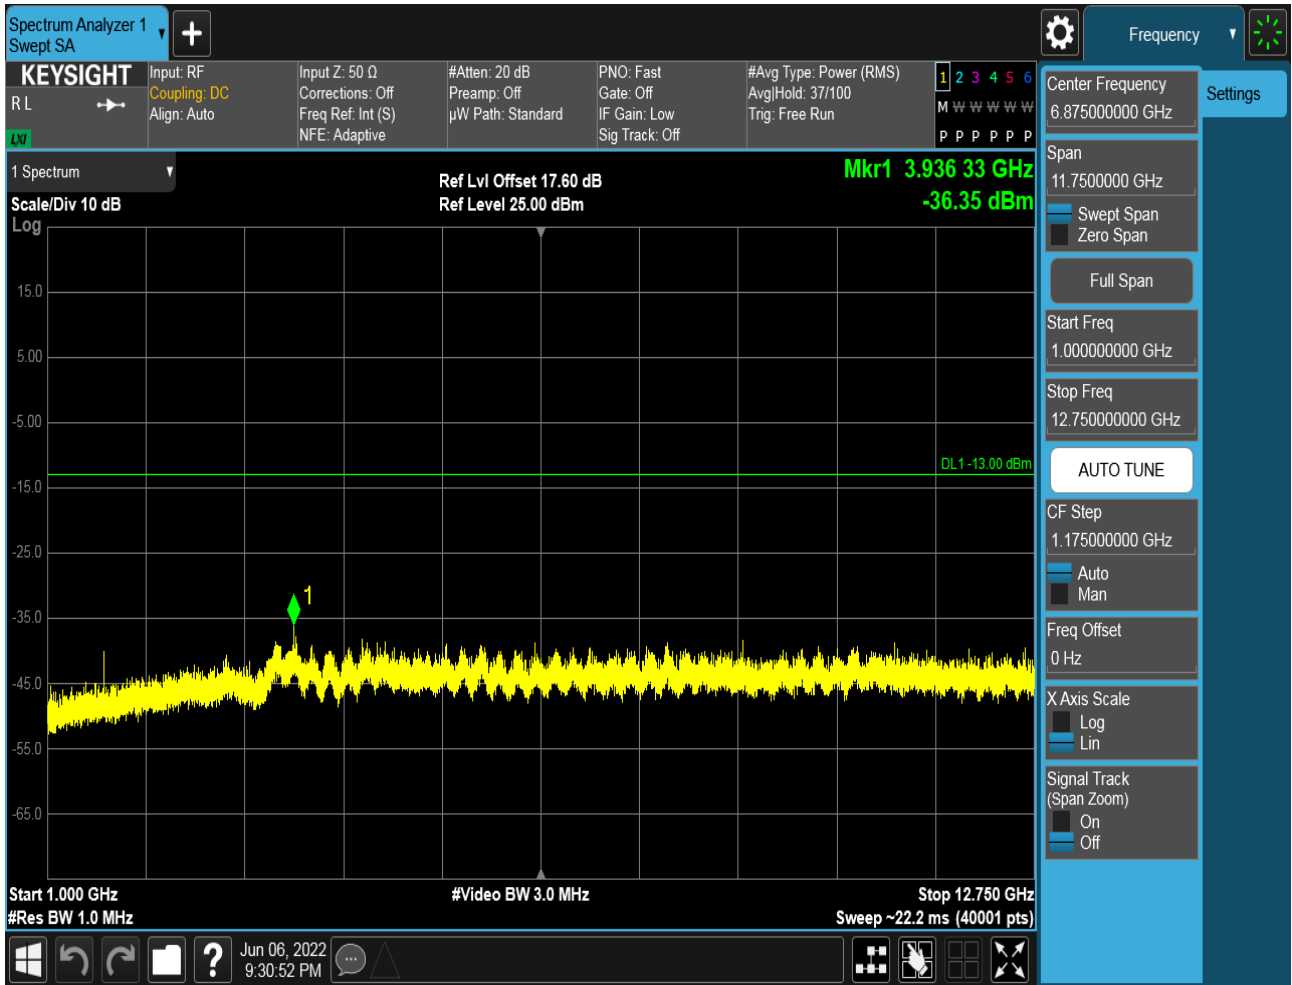 Spectrum Analyzer 1
Swept SA
Frequency
KEYSIGHT
R L
LXI
Input: RF
Coupling: DC
Align: Auto
Input Z: 50 Ω
Corrections: Off
Freq Ref: Int (S)
NFE: Adaptive
#Atten: 20 dB
Preamp: Off
µW Path: Standard
PNO: Fast
Gate: Off
IF Gain: Low
Sig Track: Off
#Avg Type: Power (RMS)
Avg|Hold: 37/100
Trig: Free Run
1 2 3 4 5 6
M W W W W W
P P P P P P
1 Spectrum
Scale/Div 10 dB
Log
Ref Lvl Offset 17.60 dB
Ref Level 25.00 dBm
Mkr1 3.936 33 GHz
-36.35 dBm
15.0
5.00
-5.00
DL1 -13.00 dBm
-15.0
-25.0
1
-35.0
-45.0
-55.0
-65.0
Start 1.000 GHz
#Res BW 1.0 MHz
#Video BW 3.0 MHz
Stop 12.750 GHz
Sweep ~22.2 ms (40001 pts)
Jun 06, 2022
9:30:52 PM
Center Frequency
6.875000000 GHz
Span
11.7500000 GHz
Swept Span
Zero Span
Full Span
Start Freq
1.000000000 GHz
Stop Freq
12.750000000 GHz
AUTO TUNE
CF Step
1.175000000 GHz
Auto
Man
Freq Offset
0 Hz
X Axis Scale
Log
Lin
Signal Track
(Span Zoom)
On
Off
Settings